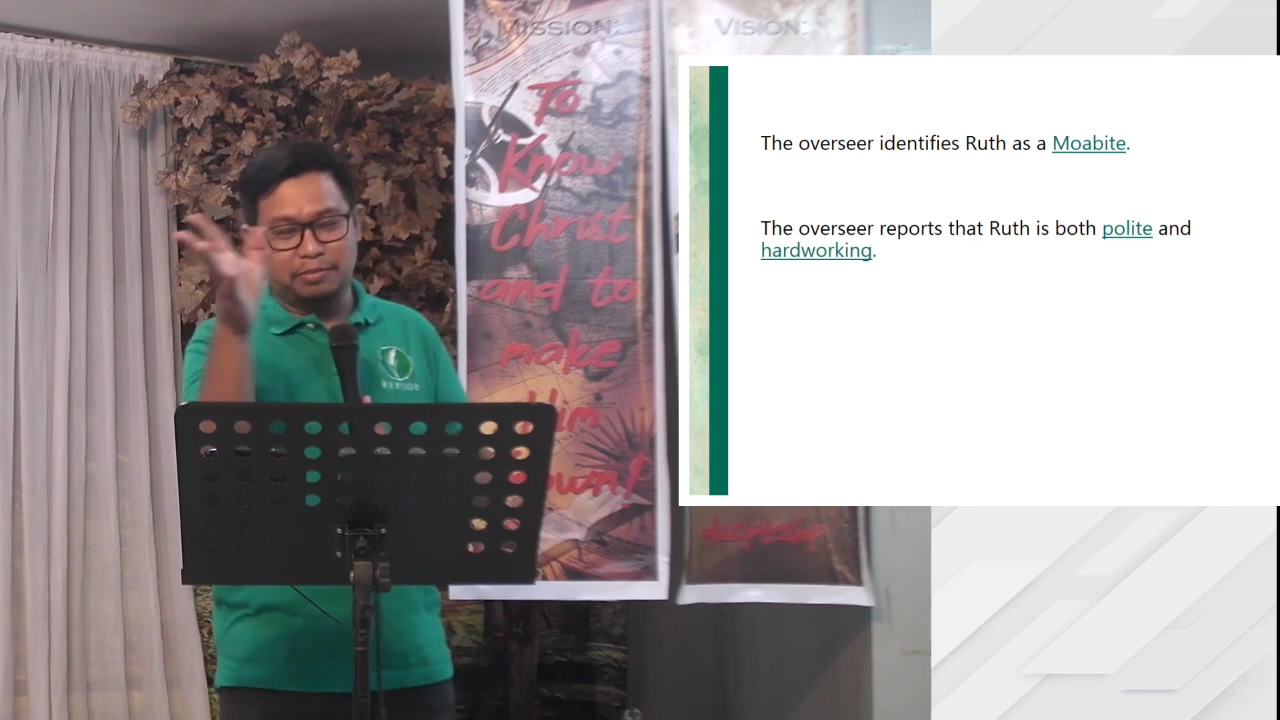 MISSION:
To
Know
Christ
and to
make
Him
VISION:
The overseer identifies Ruth as a Moabite.
The overseer reports that Ruth is both polite and
hardworking.